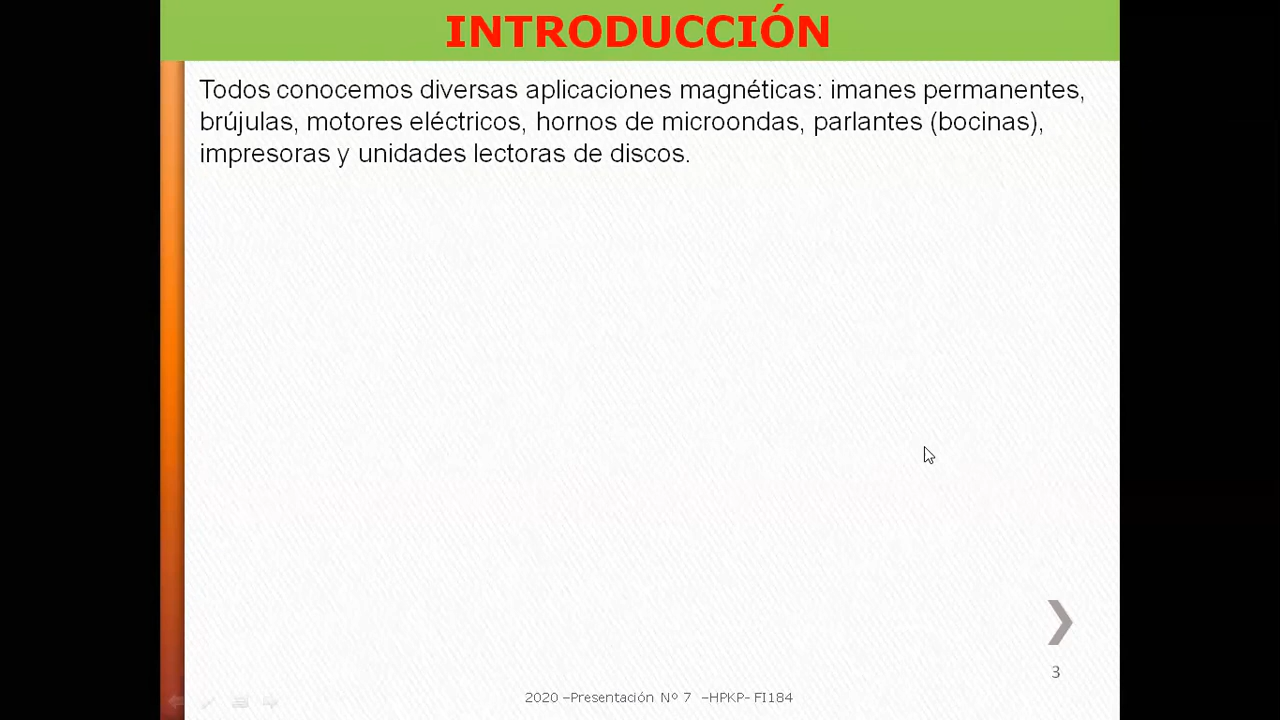 INTRODUCCIÓN
Todos conocemos diversas aplicaciones magnéticas: imanes permanentes,
brújulas, motores eléctricos, hornos de microondas, parlantes (bocinas),
impresoras y unidades lectoras de discos.
3
2020 –Presentación Nº 7 –HPKP- FI184